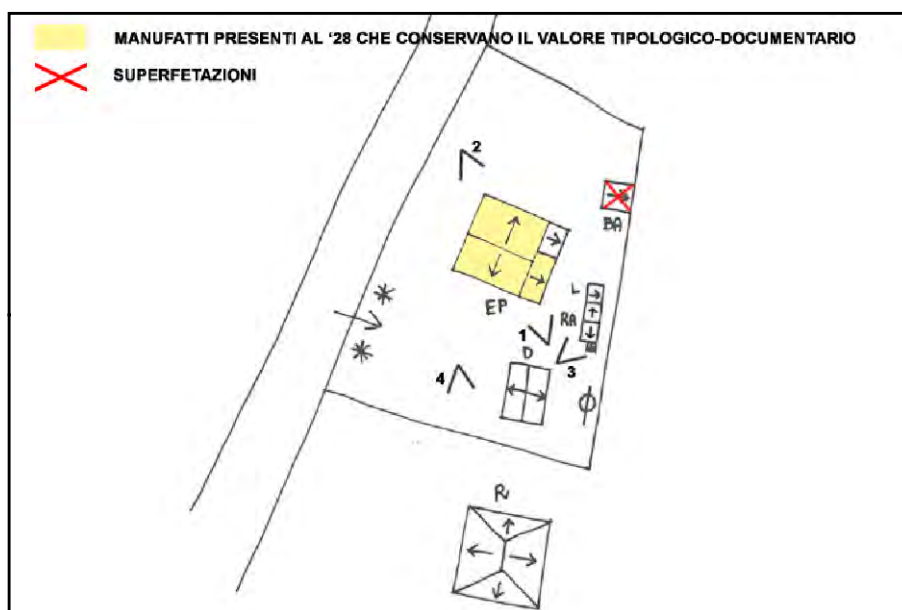 MANUFATTI PRESENTI AL '28 CHE CONSERVANO IL VALORE TIPOLOGICO-DOCUMENTARIO
SUPERFETAZIONI
2
BA
EP
L
RA
1
D
3
4
R